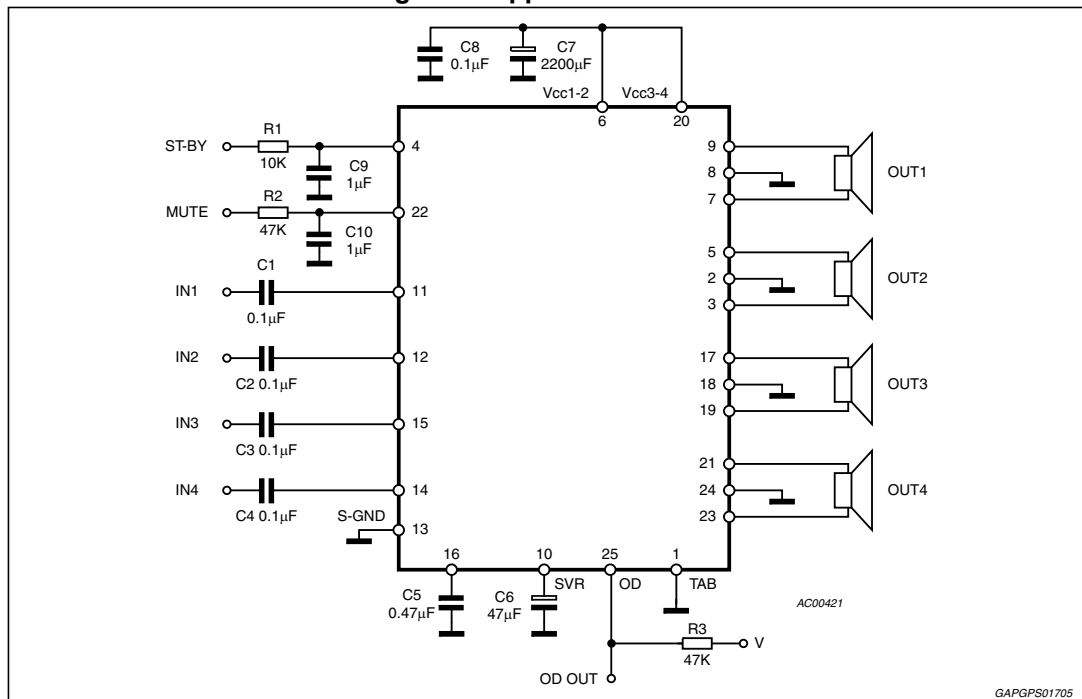 C8
0.1µF
C7
2200µF
Vcc1-2
Vcc3-4
6
20
ST-BY
R1
10K
4
C9
1µF
MUTE
R2
47K
22
C10
1µF
IN1
C1
0.1µF
11
IN2
C2 0.1µF
12
IN3
C3 0.1µF
15
IN4
C4 0.1µF
14
S-GND
13
9
8
7
OUT1
5
2
3
OUT2
17
18
19
OUT3
21
24
23
OUT4
16
10
25
1
SVR
OD
TAB
C5
0.47µF
C6
47µF
AC00421
R3
47K
V
OD OUT
GAPGPS01705